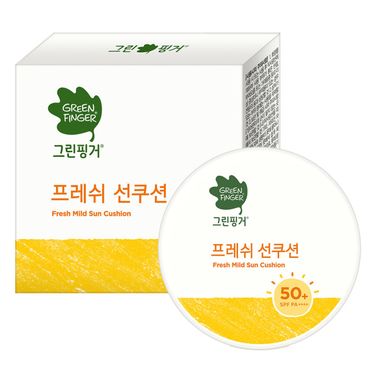 그린핑거®
GREEN
FINGER
그린핑거®
프레쉬 선쿠션
Fresh Mild Sun Cushion
GREEN
FINGER
그린핑거®
프레쉬 선쿠션
Fresh Mild Sun Cushion
50+
SPF PA++++